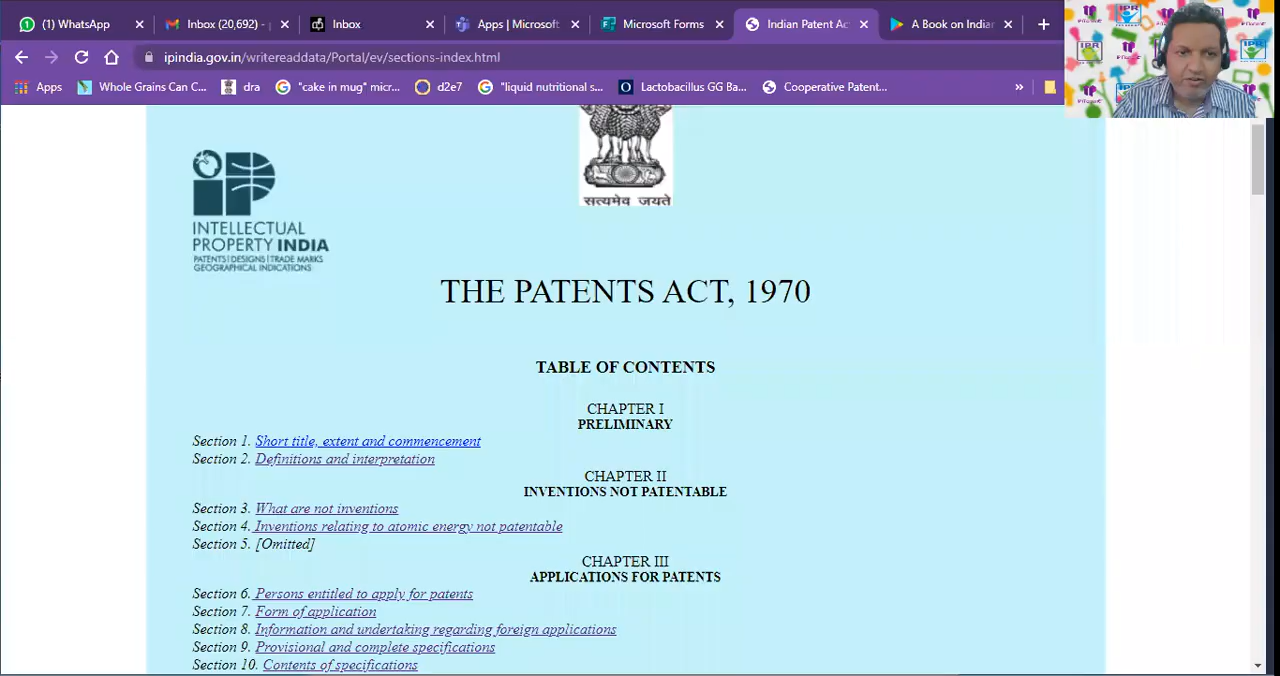 (1) WhatsApp
Inbox (20,692) -
Inbox
Apps | Microsoft
Microsoft Forms
Indian Patent Ac
A Book on Indian
ipindia.gov.in/writereaddata/Portal/ev/sections-index.html
Apps
Whole Grains Can C...
dra
"cake in mug" micr...
d2e7
"liquid nutritional s...
Lactobacillus GG Ba...
Cooperative Patent...
»
सत्यमेव जयते
INTELLECTUAL
PROPERTY INDIA
PATENTS | DESIGNS | TRADE MARKS
GEOGRAPHICAL INDICATIONS
THE PATENTS ACT, 1970
TABLE OF CONTENTS
CHAPTER I
PRELIMINARY
Section 1. Short title, extent and commencement
Section 2. Definitions and interpretation
CHAPTER II
INVENTIONS NOT PATENTABLE
Section 3. What are not inventions
Section 4. Inventions relating to atomic energy not patentable
Section 5. [Omitted]
CHAPTER III
APPLICATIONS FOR PATENTS
Section 6. Persons entitled to apply for patents
Section 7. Form of application
Section 8. Information and undertaking regarding foreign applications
Section 9. Provisional and complete specifications
Section 10. Contents of specifications